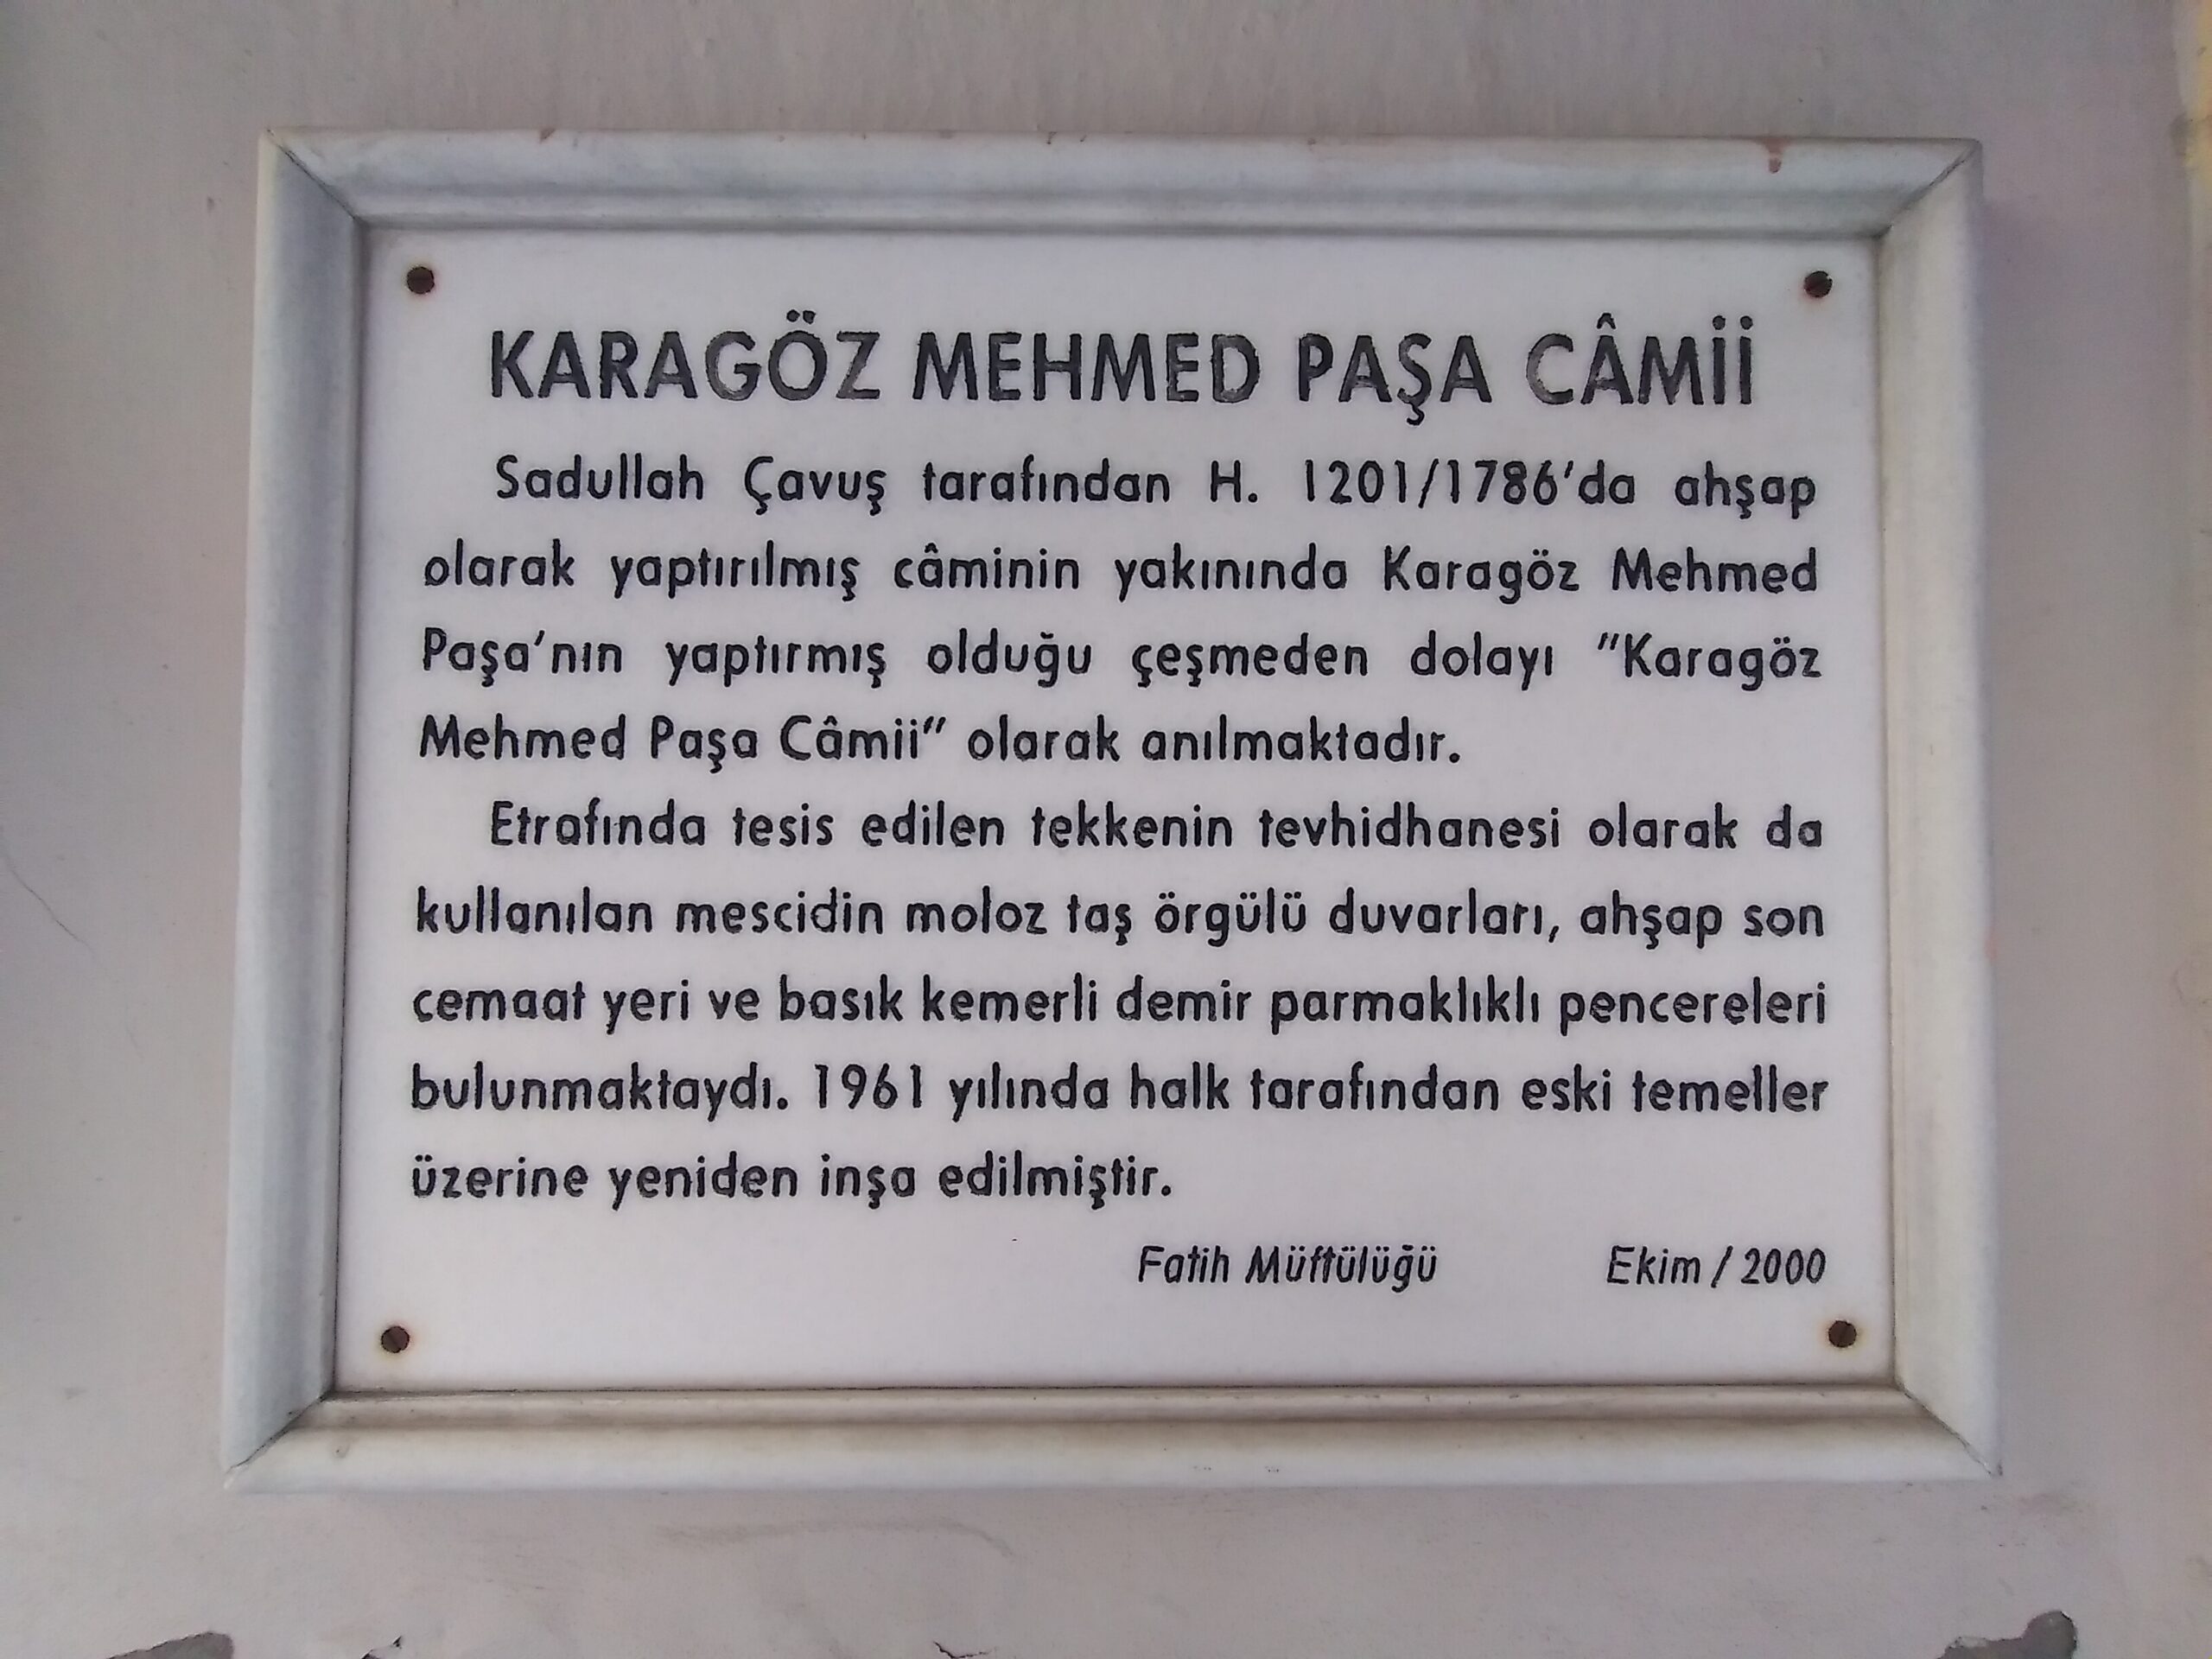 KARAGÖZ MEHMED PAŞA CÂMİİ
Sadullah Çavuş tarafından H. 1201/1786'da ahşap
olarak yaptırılmış câminin yakınında Karagöz Mehmed
Paşa'nın yaptırmış olduğu çeşmeden dolayı "Karagöz
Mehmed Paşa Câmii" olarak anılmaktadır.
Etrafında tesis edilen tekkenin tevhidhanesi olarak da
kullanılan mescidin moloz taş örgülü duvarları, ahşap son
cemaat yeri ve basık kemerli demir parmaklıklı pencereleri
bulunmaktaydı. 1961 yılında halk tarafından eski temeller
üzerine yeniden inşa edilmiştir.
Fatih Müftülüğü Ekim / 2000